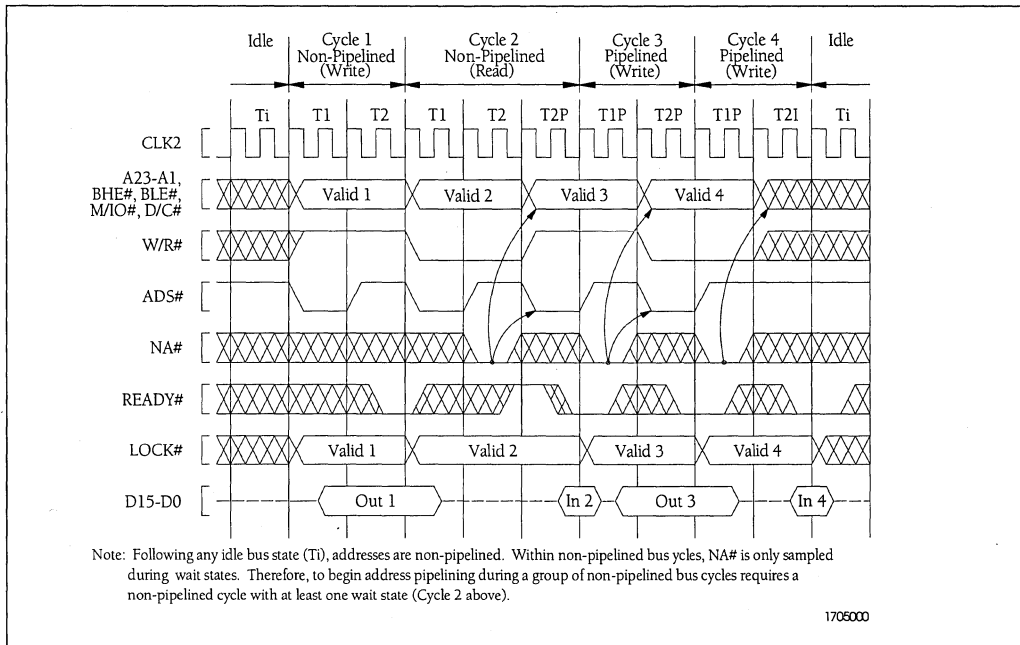 Idle
Cycle 1
Non-Pipelined
(Write)
Cycle 2
Non-Pipelined
(Read)
Cycle 3
Pipelined
(Write)
Cycle 4
Pipelined
(Write)
Idle
Ti T1 T2 T1 T2 T2P T1P T2P T1P T2I Ti
CLK2
A23-A1,
BHE#, BLE#,
M/IO#, D/C#
Valid 1 Valid 2 Valid 3 Valid 4
W/R#
ADS#
NA#
READY#
LOCK# Valid 1 Valid 2 Valid 3 Valid 4
D15-D0 Out 1 In 2 Out 3 In 4
Note: Following any idle bus state (Ti), addresses are non-pipelined. Within non-pipelined bus ycles, NA# is only sampled
during wait states. Therefore, to begin address pipelining during a group of non-pipelined bus cycles requires a
non-pipelined cycle with at least one wait state (Cycle 2 above).
1705000